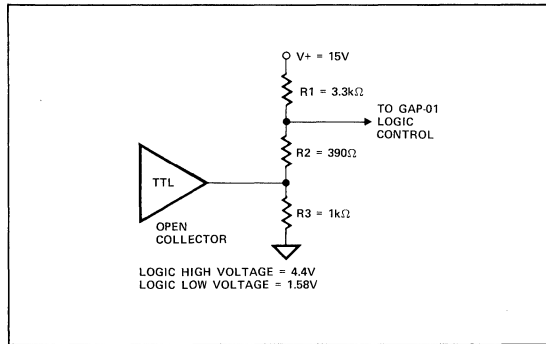 V+ = 15V
R1 = 3.3kΩ
TO GAP-01
LOGIC
CONTROL
R2 = 390Ω
TTL
R3 = 1kΩ
OPEN
COLLECTOR
LOGIC HIGH VOLTAGE = 4.4V
LOGIC LOW VOLTAGE = 1.58V